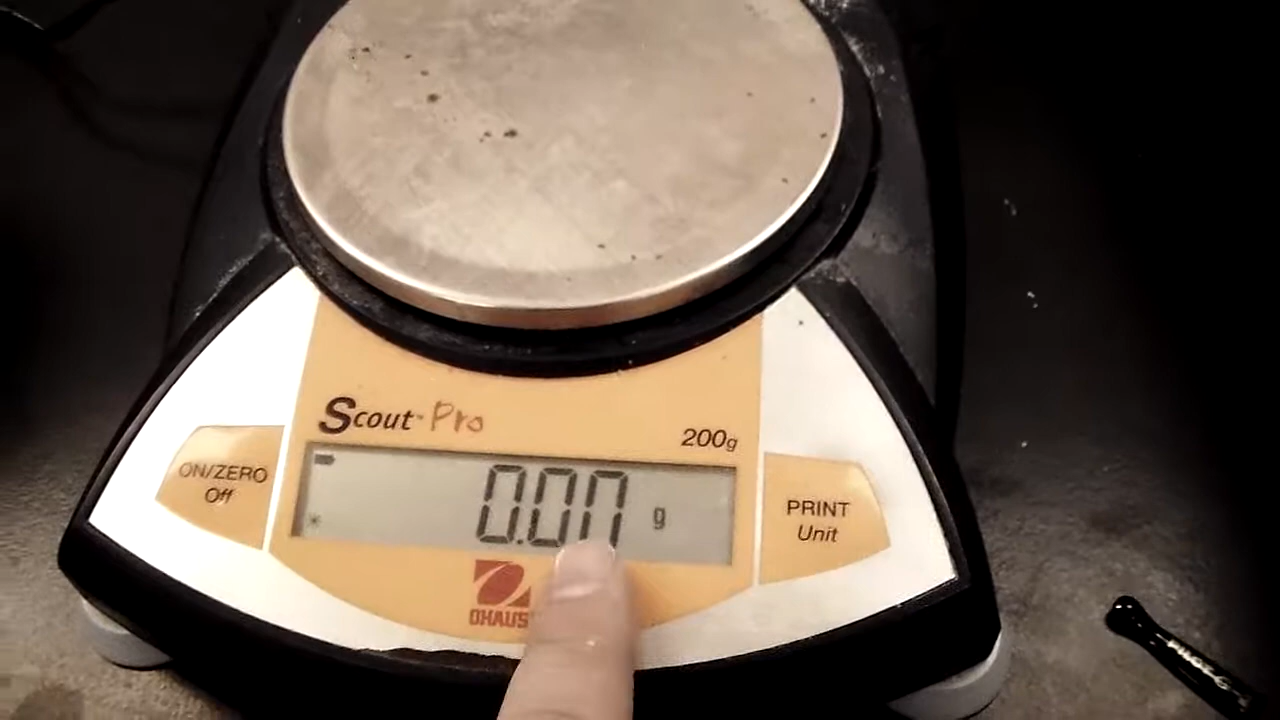 Scout Pro
200g
ON/ZERO
Off
0.00 g
PRINT
Unit
OHAUS